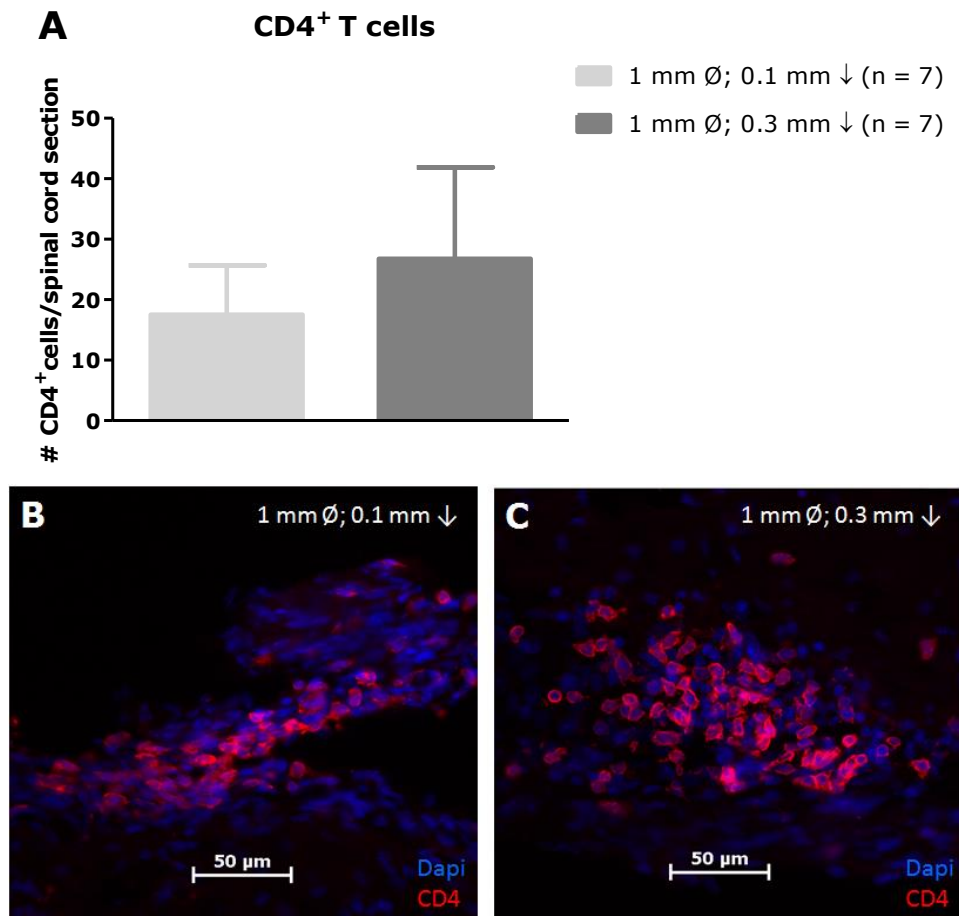 A
CD4⁺ T cells
1 mm Ø; 0.1 mm ↓ (n = 7)
1 mm Ø; 0.3 mm ↓ (n = 7)
# CD4⁺cells/spinal cord section
50
40
30
20
10
0
B
1 mm Ø; 0.1 mm ↓
50 µm
Dapi
CD4
C
1 mm Ø; 0.3 mm ↓
50 µm
Dapi
CD4